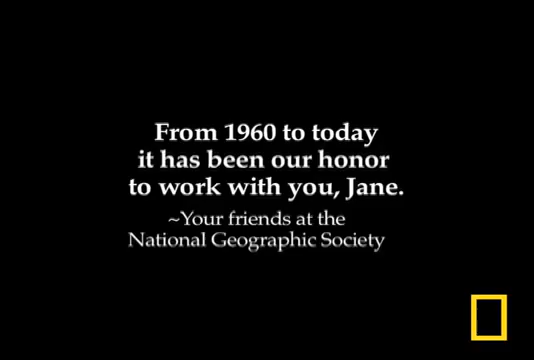 From 1960 to today
it has been our honor
to work with you, Jane.
~Your friends at the
National Geographic Society